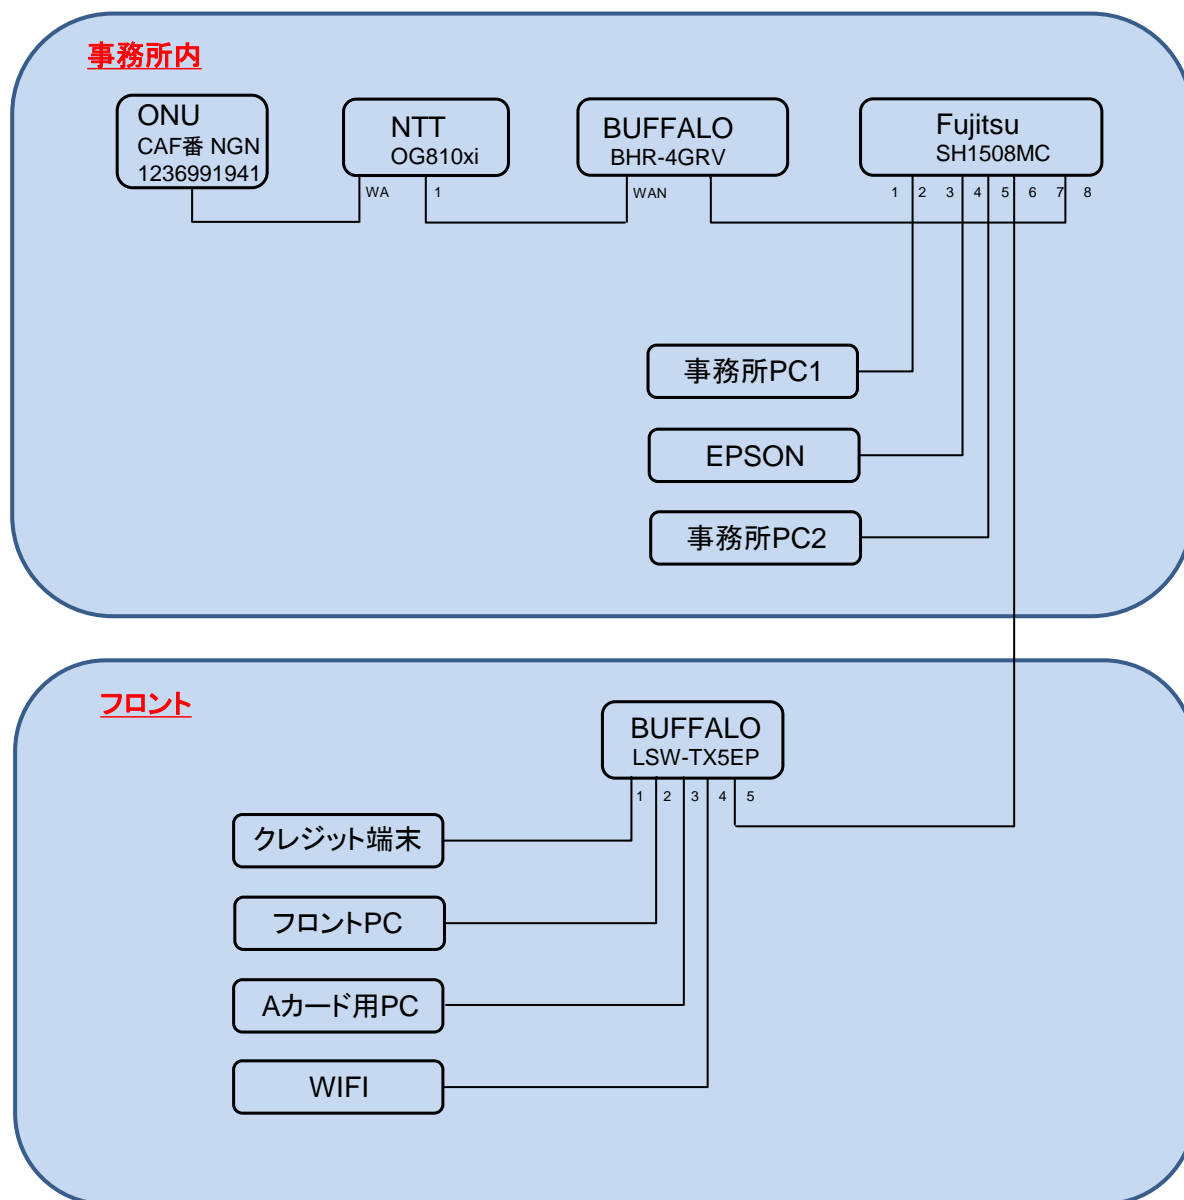 事務所内
ONU
CAF番 NGN
1236991941
NTT
OG810xi
BUFFALO
BHR-4GRV
Fujitsu
SH1508MC
WA 1
WAN
1 2 3 4 5 6 7 8
事務所PC1
EPSON
事務所PC2
フロント
BUFFALO
LSW-TX5EP
1 2 3 4 5
クレジット端末
フロントPC
Aカード用PC
WIFI